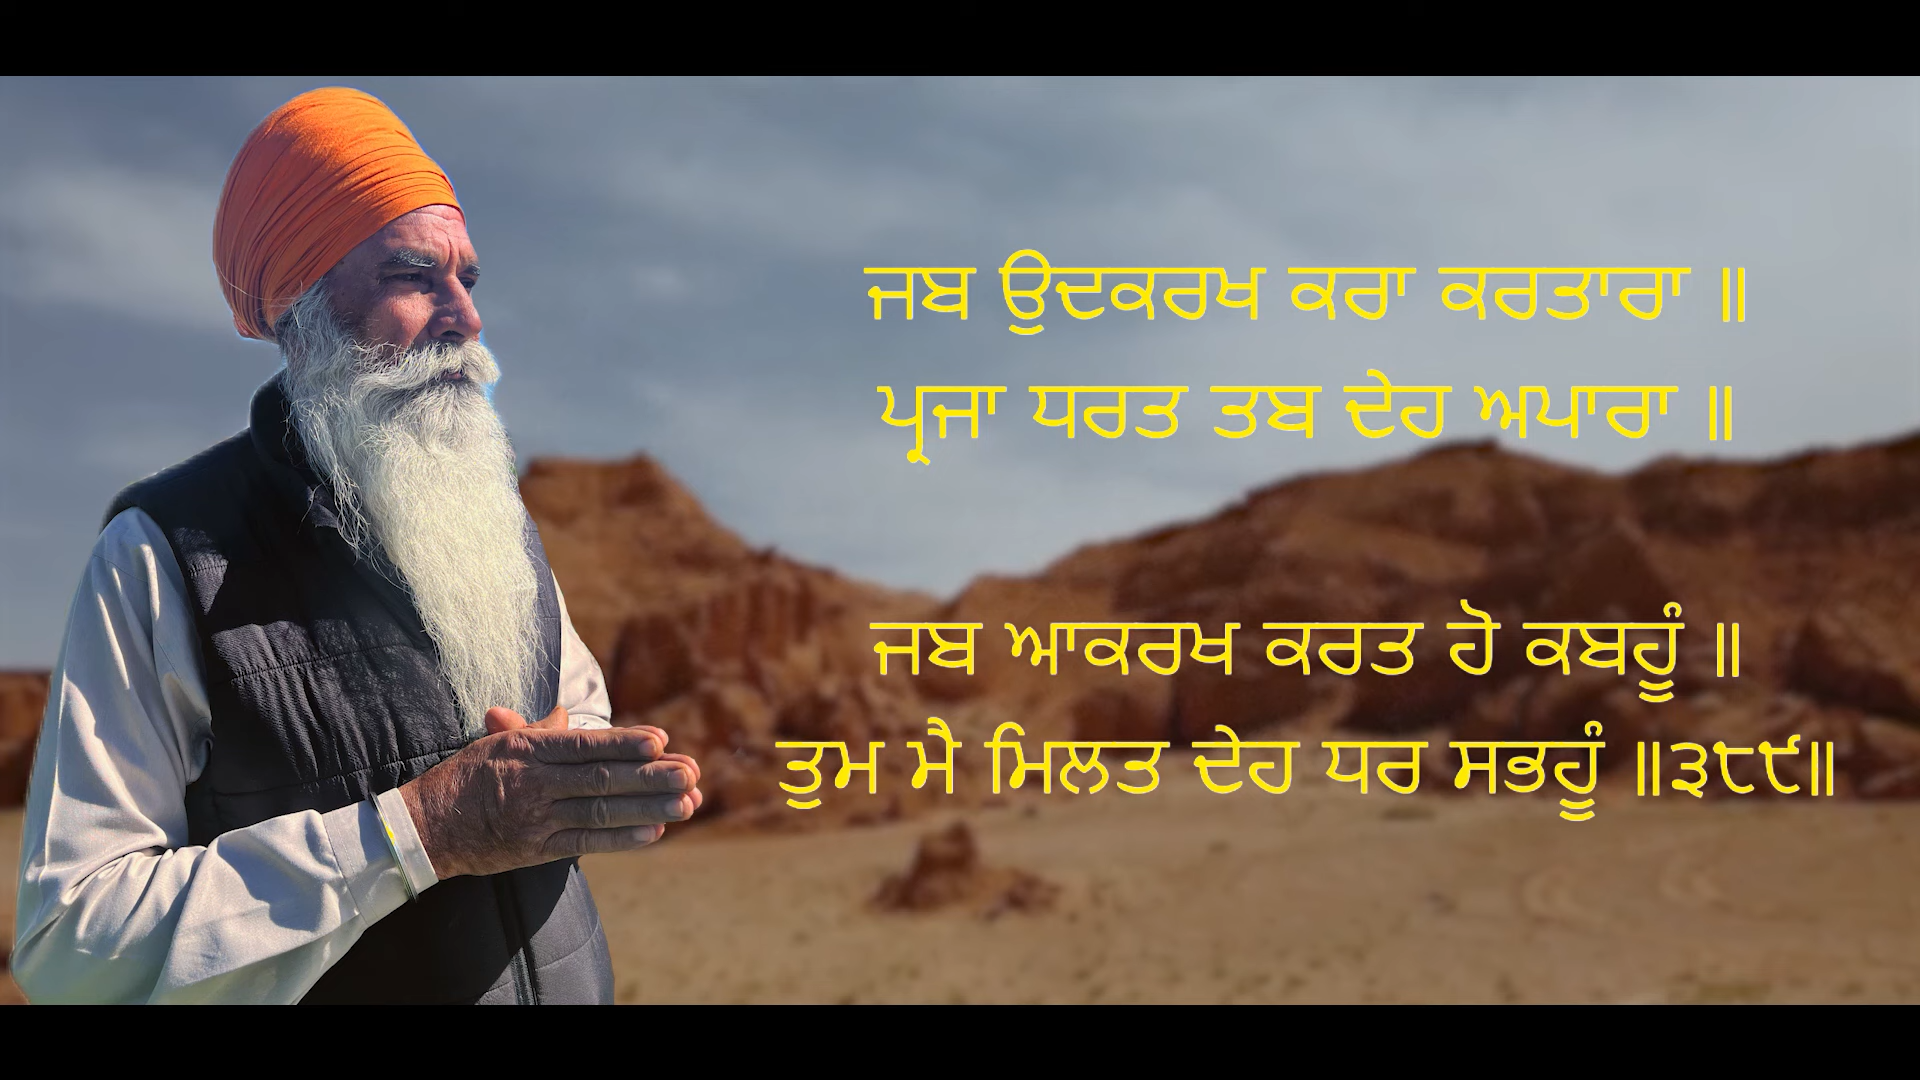 ਜਬ ਉਦਕਰਖ ਕਰਾ ਕਰਤਾਰਾ ॥
ਪ੍ਰਜਾ ਧਰਤ ਤਬ ਦੇਹ ਅਪਾਰਾ ॥
ਜਬ ਆਕਰਖ ਕਰਤ ਹੋ ਕਬਹੂੰ ॥
ਤੁਮ ਮੈ ਮਿਲਤ ਦੇਹ ਧਰ ਸਭਹੂੰ ॥੩੮੯॥